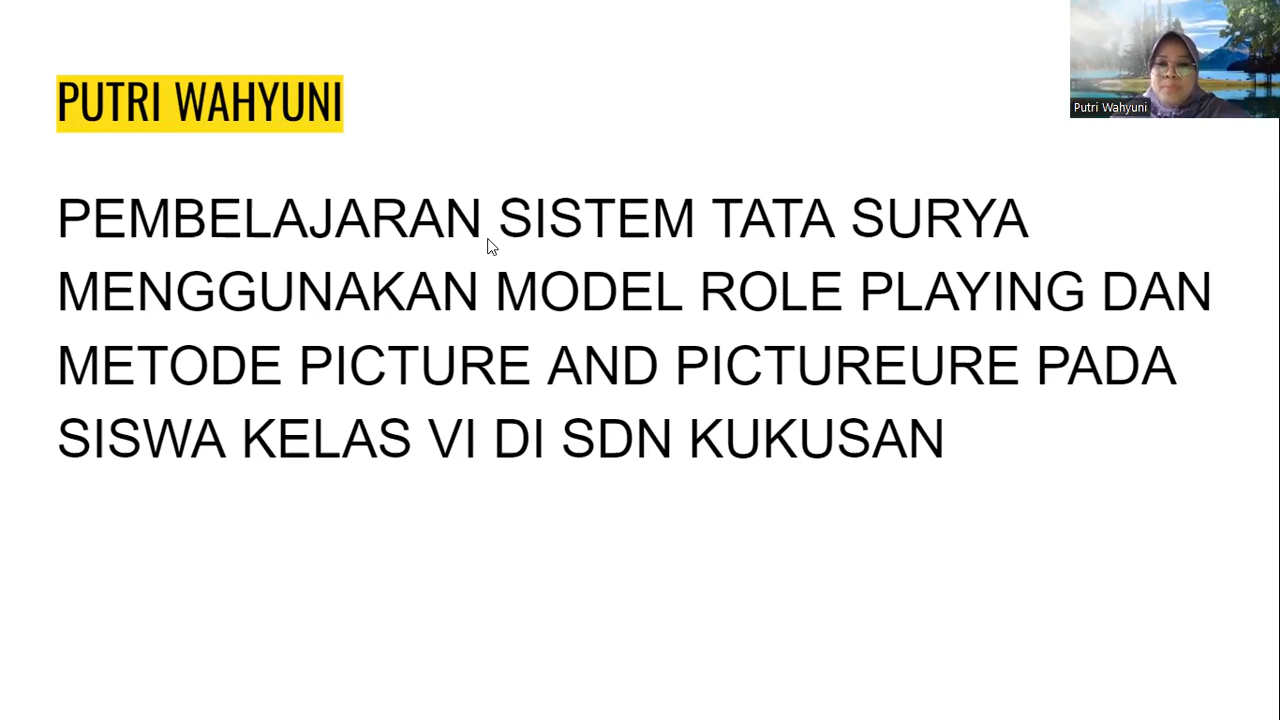 PUTRI WAHYUNI
Putri Wahyuni
PEMBELAJARAN SISTEM TATA SURYA
MENGGUNAKAN MODEL ROLE PLAYING DAN
METODE PICTURE AND PICTUREURE PADA
SISWA KELAS VI DI SDN KUKUSAN